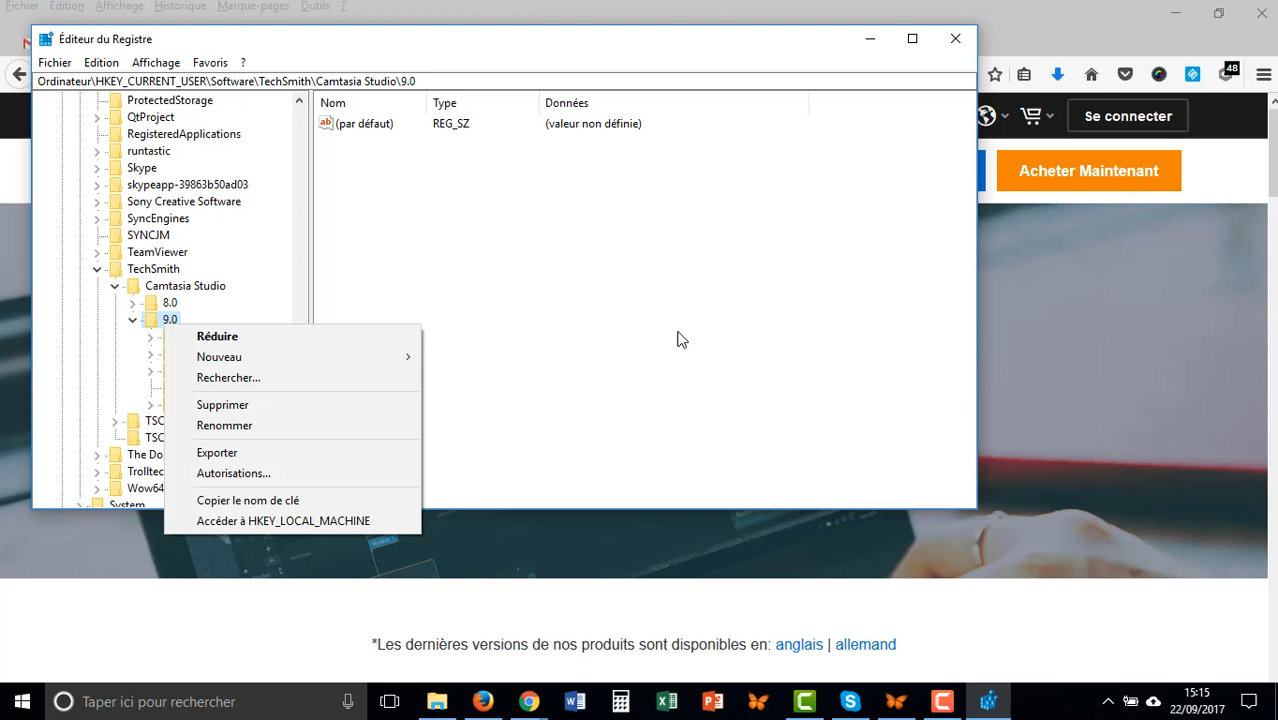 Fichier Edition Affichage Historique Marque-pages Outils ?
Éditeur du Registre
Fichier Edition Affichage Favoris ?
Ordinateur\HKEY_CURRENT_USER\Software\TechSmith\Camtasia Studio\9.0
48
Se connecter
Acheter Maintenant
Nom Type Données
ab (par défaut) REG_SZ (valeur non définie)
ProtectedStorage
QtProject
RegisteredApplications
runtastic
Skype
skypeapp-39863b50ad03
Sony Creative Software
SyncEngines
SYNCJM
TeamViewer
TechSmith
Camtasia Studio
8.0
9.0
TSC
TSC
The Do
Trolltec
Wow64
System
Réduire
Nouveau
Rechercher...
Supprimer
Renommer
Exporter
Autorisations...
Copier le nom de clé
Accéder à HKEY_LOCAL_MACHINE
*Les dernières versions de nos produits sont disponibles en: anglais | allemand
Taper ici pour rechercher
15:15
22/09/2017